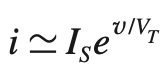 i ≃ I_S e^{v/V_T}